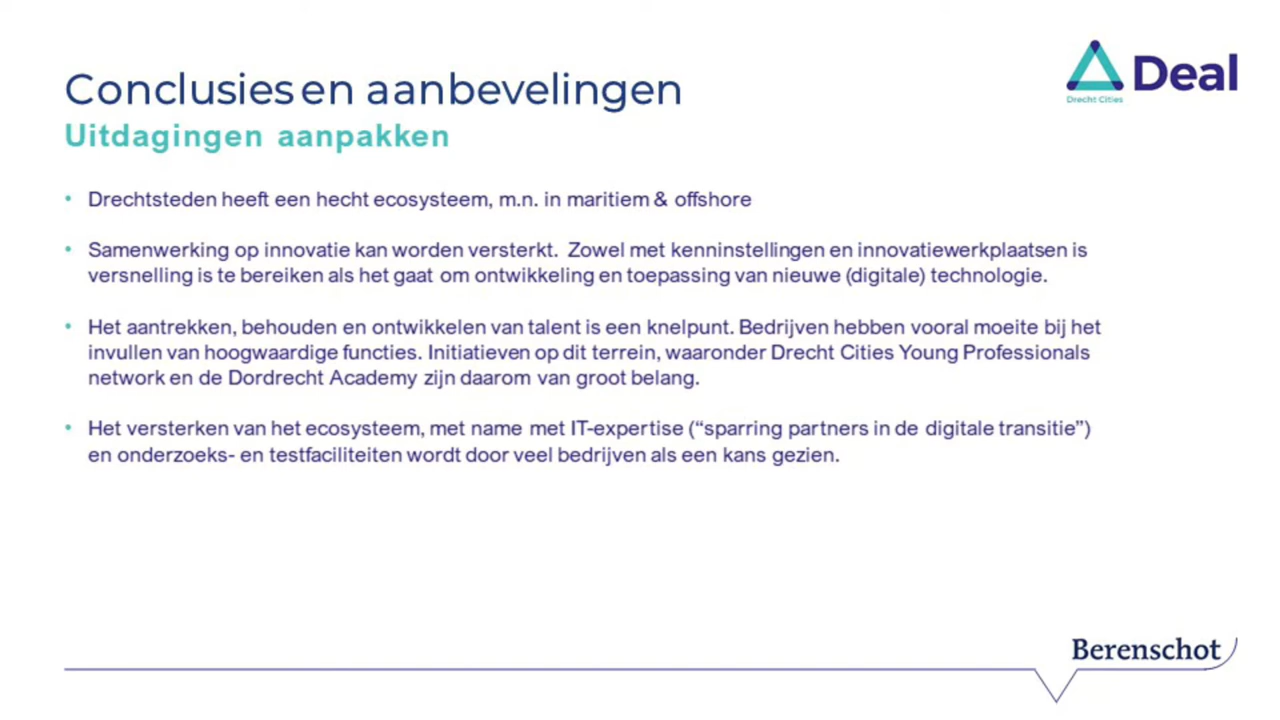 Conclusies en aanbevelingen
Deal
Drecht Cities
Uitdagingen aanpakken
• Drechtsteden heeft een hecht ecosysteem, m.n. in maritiem & offshore
• Samenwerking op innovatie kan worden versterkt. Zowel met kenninstellingen en innovatiewerkplaatsen is
versnelling is te bereiken als het gaat om ontwikkeling en toepassing van nieuwe (digitale) technologie.
• Het aantrekken, behouden en ontwikkelen van talent is een knelpunt. Bedrijven hebben vooral moeite bij het
invullen van hoogwaardige functies. Initiatieven op dit terrein, waaronder Drecht Cities Young Professionals
network en de Dordrecht Academy zijn daarom van groot belang.
• Het versterken van het ecosysteem, met name met IT-expertise (“sparring partners in de digitale transitie”)
en onderzoeks- en testfaciliteiten wordt door veel bedrijven als een kans gezien.
Berenschot